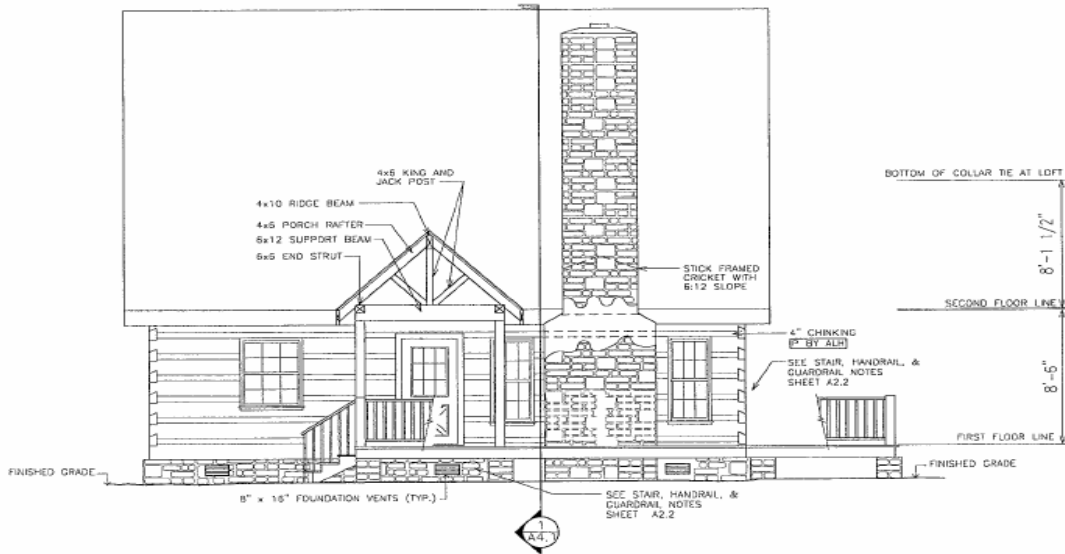 4x6 KING AND
JACK POST
4x10 RIDGE BEAM
4x6 PORCH RAFTER
6x12 SUPPORT BEAM
6x6 END STRUT
BOTTOM OF COLLAR TIE AT LOFT
8'-1 1/2"
STICK FRAMED
CRICKET WITH
6:12 SLOPE
SECOND FLOOR LINE
4" CHINKING
BY ALH
SEE STAIR, HANDRAIL, &
GUARDRAIL NOTES
SHEET A2.2
8'-6"
FIRST FLOOR LINE
FINISHED GRADE
FINISHED GRADE
8" x 16" FOUNDATION VENTS (TYP.)
SEE STAIR, HANDRAIL, &
GUARDRAIL NOTES
SHEET A2.2
1